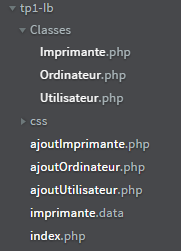 tp1-lb
Classes
Imprimante.php
Ordinateur.php
Utilisateur.php
css
ajoutImprimante.php
ajoutOrdinateur.php
ajoutUtilisateur.php
imprimante.data
index.php